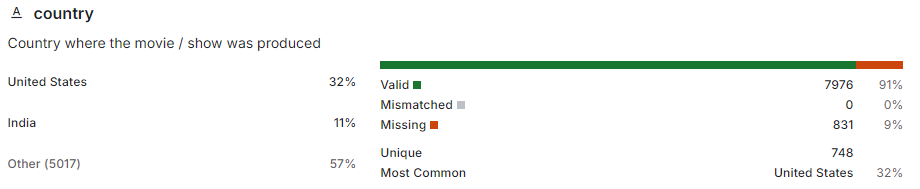 A country
Country where the movie / show was produced
United States 32%
India 11%
Other (5017) 57%
Valid 7976 91%
Mismatched 0 0%
Missing 831 9%
Unique 748
Most Common United States 32%